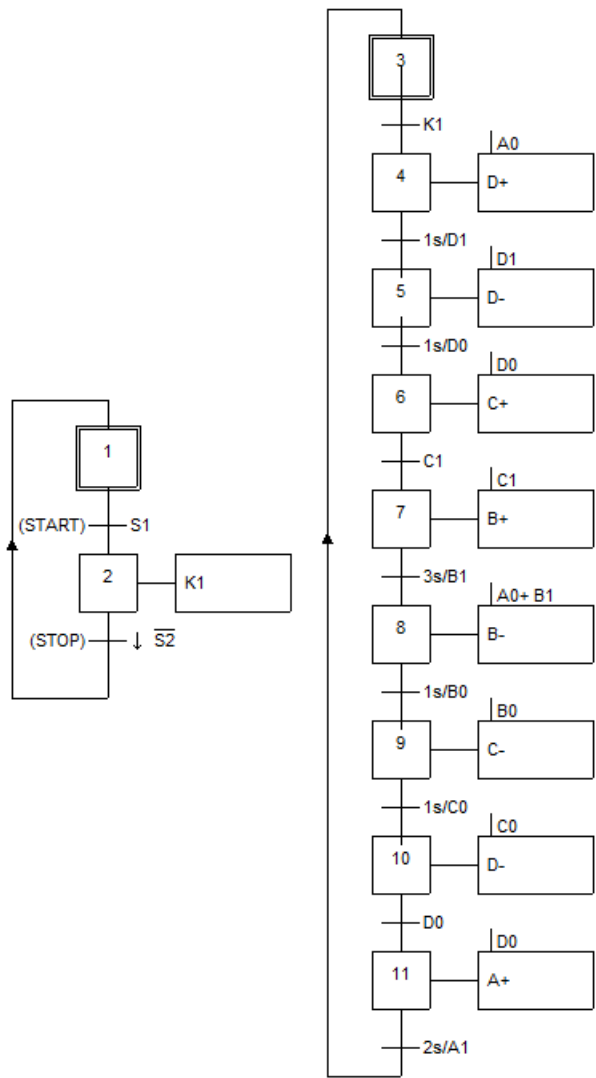 1
(START) S1
2 K1
(STOP) ↓ S̅2̅
3
K1
A0
4 D+
1s/D1
D1
5 D-
1s/D0
D0
6 C+
C1
C1
7 B+
3s/B1
A0+ B1
8 B-
1s/B0
B0
9 C-
1s/C0
C0
10 D-
D0
D0
11 A+
2s/A1